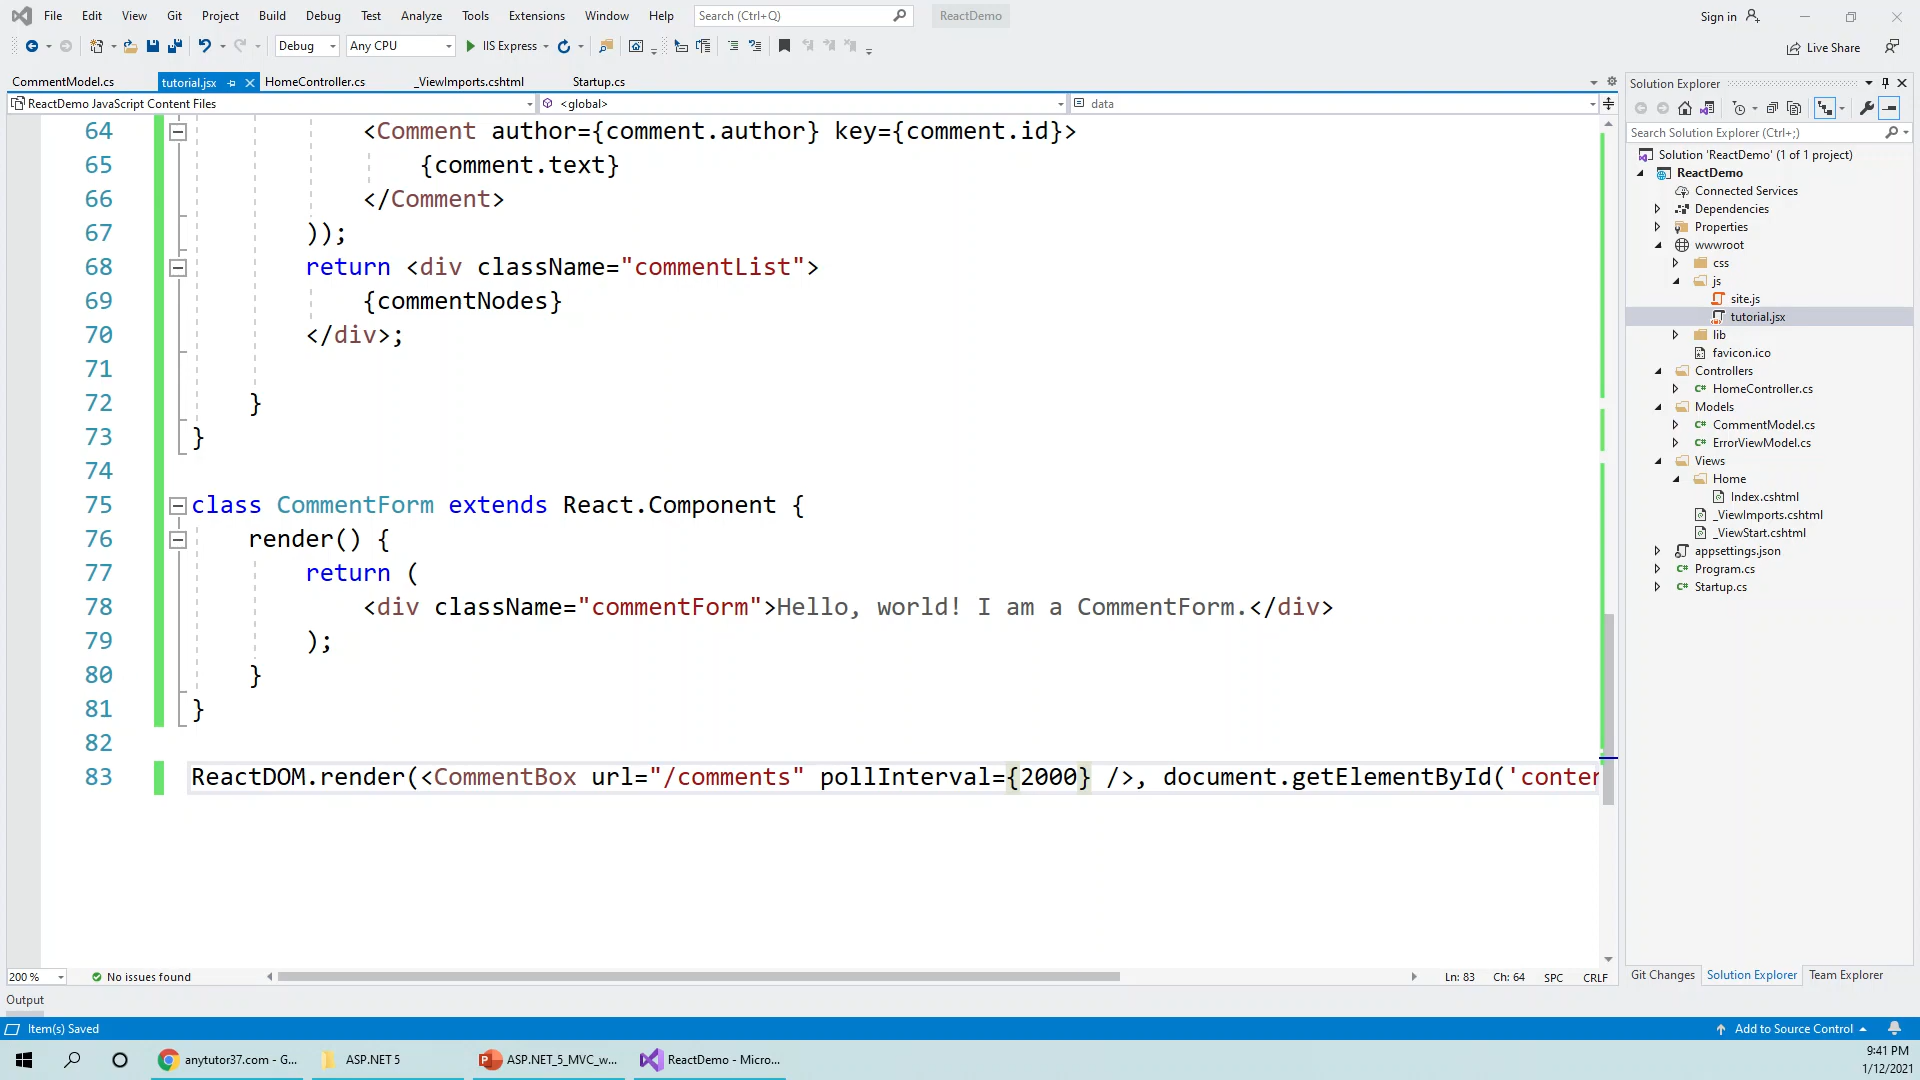 File Edit View Git Project Build Debug Test Analyze Tools Extensions Window Help Search (Ctrl+Q) ReactDemo Sign in
Debug Any CPU IIS Express Live Share
CommentModel.cs tutorial.jsx HomeController.cs _ViewImports.cshtml Startup.cs
ReactDemo JavaScript Content Files <global> data
64 <Comment author={comment.author} key={comment.id}>
65 {comment.text}
66 </Comment>
67 ));
68 return <div className="commentList">
69 {commentNodes}
70 </div>;
71
72 }
73 }
74
75 class CommentForm extends React.Component {
76 render() {
77 return (
78 <div className="commentForm">Hello, world! I am a CommentForm.</div>
79 );
80 }
81 }
82
83 ReactDOM.render(<CommentBox url="/comments" pollInterval={2000} />, document.getElementById('conten
200 % No issues found Ln: 83 Ch: 64 SPC CRLF
Output
Solution Explorer
Search Solution Explorer (Ctrl+;)
Solution 'ReactDemo' (1 of 1 project)
ReactDemo
Connected Services
Dependencies
Properties
wwwroot
css
js
site.js
tutorial.jsx
lib
favicon.ico
Controllers
HomeController.cs
Models
CommentModel.cs
ErrorViewModel.cs
Views
Home
Index.cshtml
_ViewImports.cshtml
_ViewStart.cshtml
appsettings.json
Program.cs
Startup.cs
Git Changes Solution Explorer Team Explorer
Item(s) Saved Add to Source Control
anytutor37.com - G... ASP.NET 5 ASP.NET_5_MVC_w... ReactDemo - Micro...
9:41 PM
1/12/2021